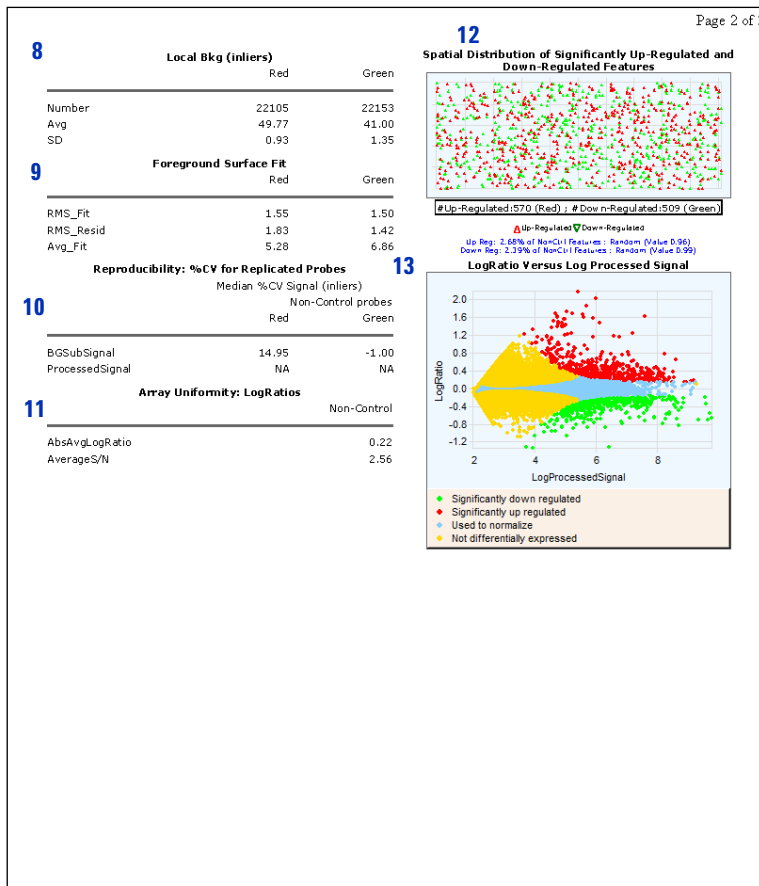 Page 2 of
8
Local Bkg (inliers)
Red Green
Number 22105 22153
Avg 49.77 41.00
SD 0.93 1.35
9
Foreground Surface Fit
Red Green
RMS_Fit 1.55 1.50
RMS_Resid 1.83 1.42
Avg_Fit 5.28 6.86
Reproducibility: %CV for Replicated Probes
10
Median %CV Signal (inliers)
Non-Control probes
Red Green
BGSubSignal 14.95 -1.00
ProcessedSignal NA NA
11
Array Uniformity: LogRatios
Non-Control
AbsAvgLogRatio 0.22
AverageS/N 2.56
12
Spatial Distribution of Significantly Up-Regulated and
Down-Regulated Features
#Up-Regulated:570 (Red) ; #Down-Regulated:509 (Green)
Up-Regulated Down-Regulated
Up Reg: 2.68% of NonCtrl Features : Random (Value 0.96)
Down Reg: 2.39% of NonCtrl Features : Random (Value 0.99)
13
LogRatio Versus Log Processed Signal
LogRatio
2.0
1.6
1.2
0.8
0.4
0.0
-0.4
-0.8
-1.2
2 4 6 8
LogProcessedSignal
Significantly down regulated
Significantly up regulated
Used to normalize
Not differentially expressed